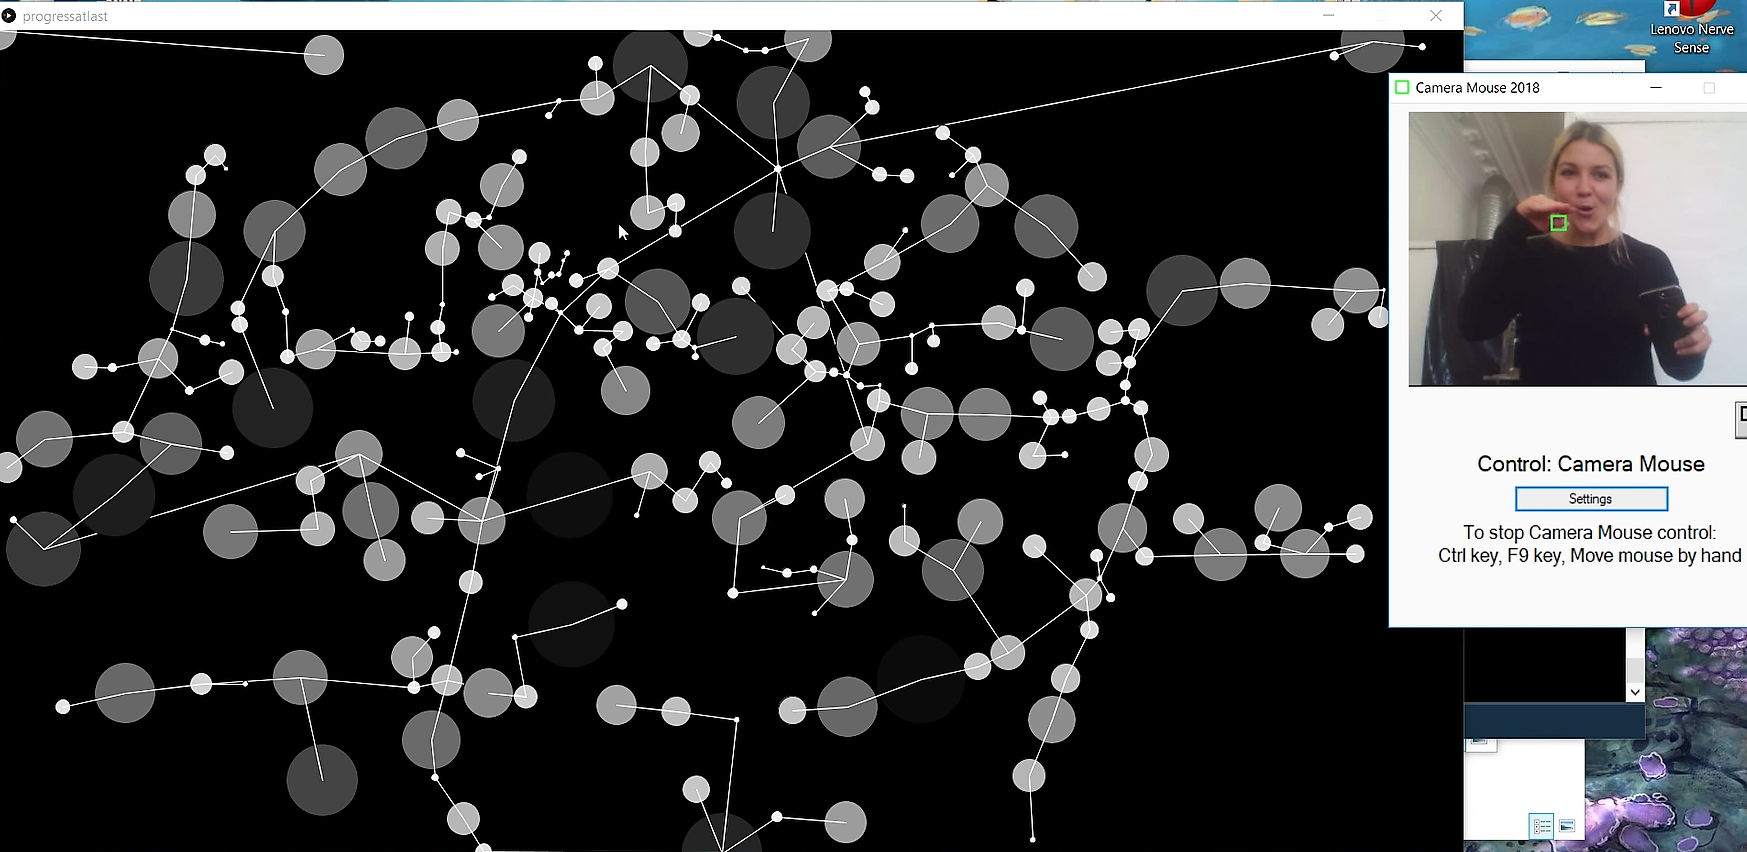 progressatlast
Lenovo Nerve
Sense
Camera Mouse 2018
Control: Camera Mouse
Settings
To stop Camera Mouse control:
Ctrl key, F9 key, Move mouse by hand